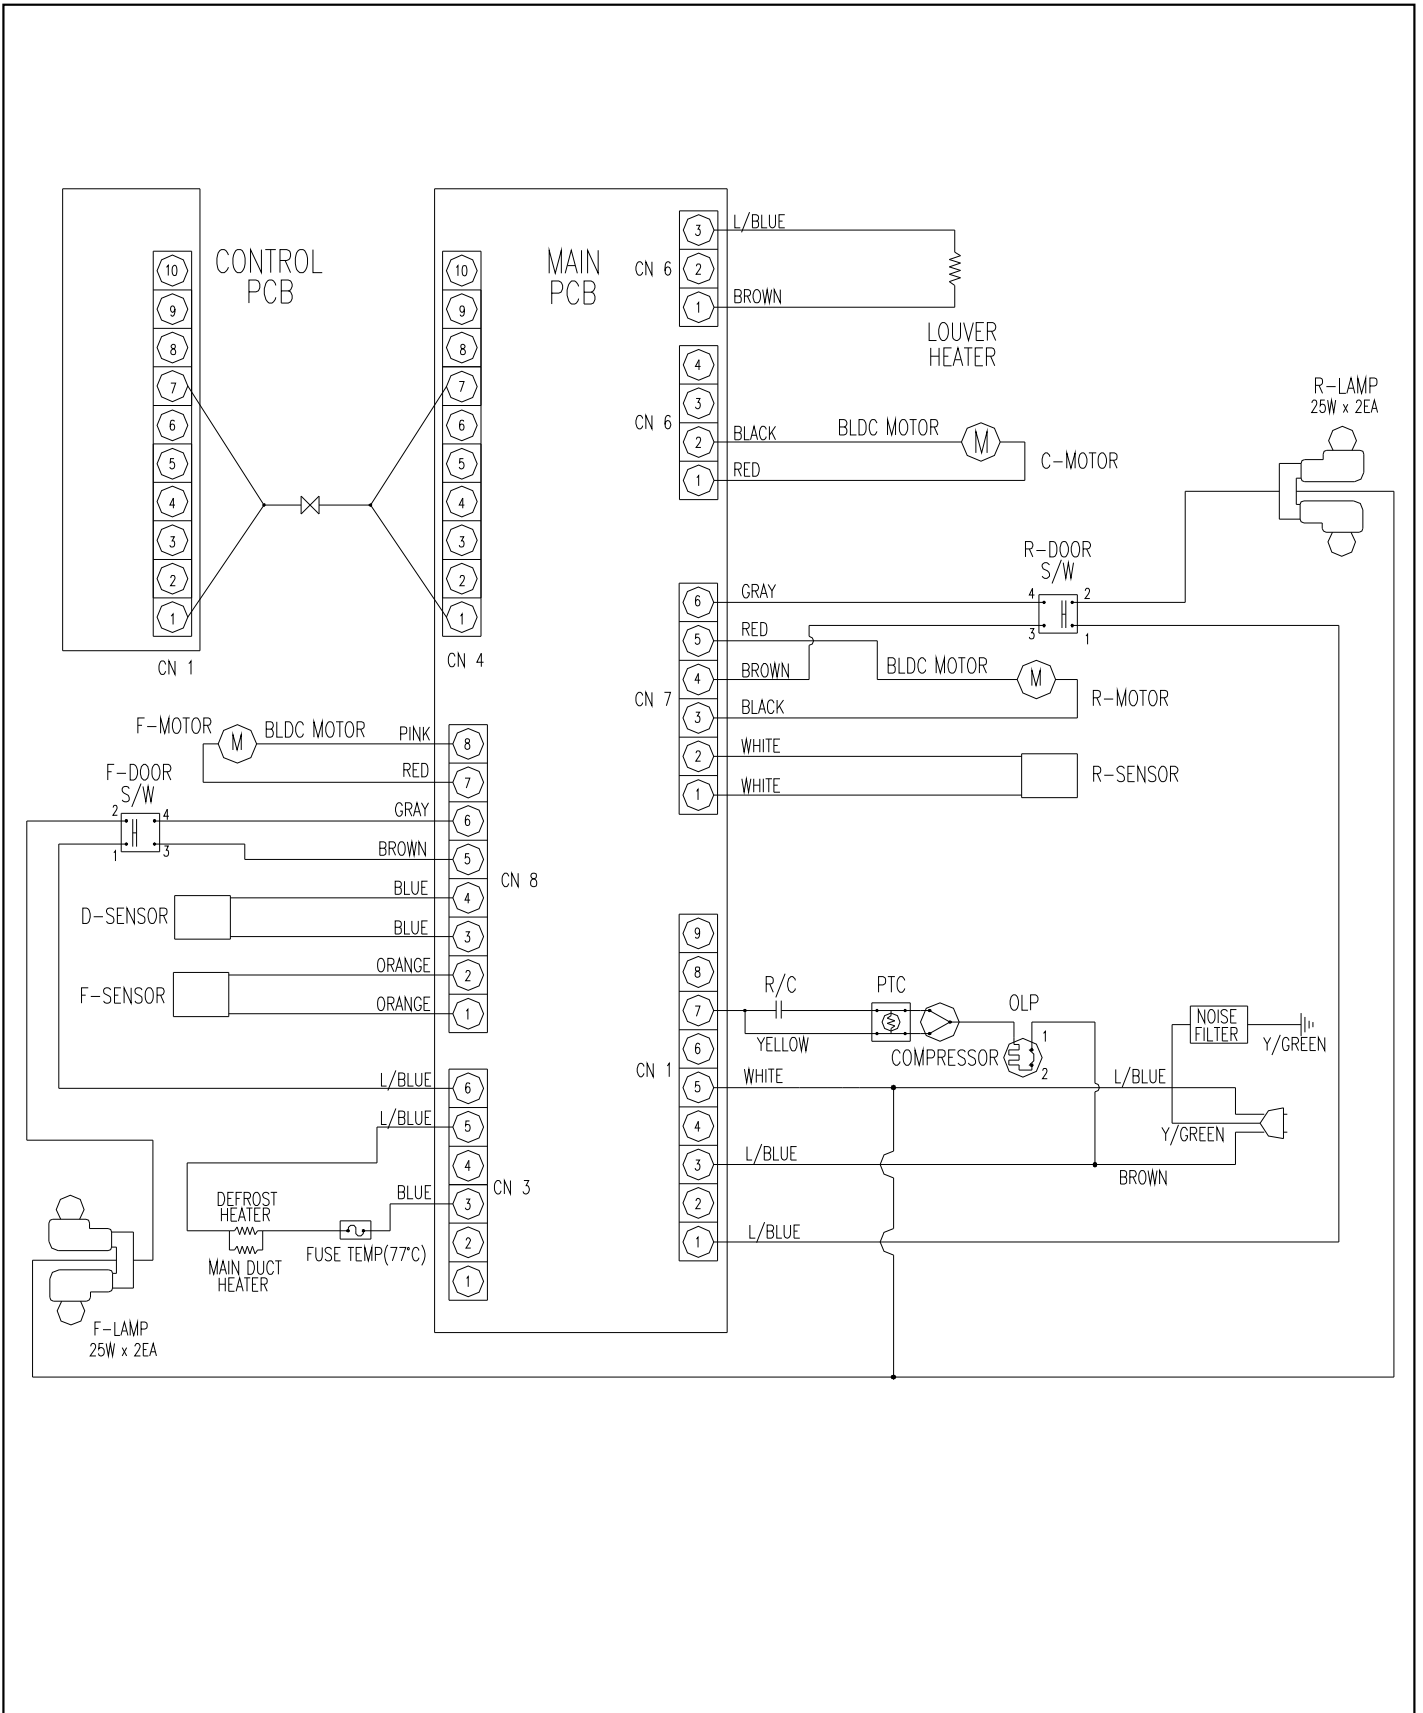 CONTROL
PCB
10
9
8
7
6
5
4
3
2
1
CN 1
MAIN
PCB
10
9
8
7
6
5
4
3
2
1
CN 4
CN 6
3
2
1
L/BLUE
BROWN
LOUVER
HEATER
CN 6
4
3
2
1
BLACK
RED
BLDC MOTOR
M
C-MOTOR
R-LAMP
25W x 2EA
R-DOOR
S/W
4
2
3
1
CN 7
6
5
4
3
2
1
GRAY
RED
BROWN
BLACK
WHITE
WHITE
BLDC MOTOR
M
R-MOTOR
R-SENSOR
F-MOTOR
M
BLDC MOTOR
PINK
RED
F-DOOR
S/W
2
4
1
3
GRAY
BROWN
D-SENSOR
BLUE
BLUE
F-SENSOR
ORANGE
ORANGE
8
7
6
5
4
3
2
1
CN 8
L/BLUE
L/BLUE
BLUE
6
5
4
3
2
1
CN 3
DEFROST
HEATER
MAIN DUCT
HEATER
FUSE TEMP(77°C)
F-LAMP
25W x 2EA
CN 1
9
8
7
6
5
4
3
2
1
R/C
PTC
OLP
1
2
YELLOW
COMPRESSOR
WHITE
L/BLUE
L/BLUE
L/BLUE
BROWN
NOISE
FILTER
Y/GREEN
Y/GREEN